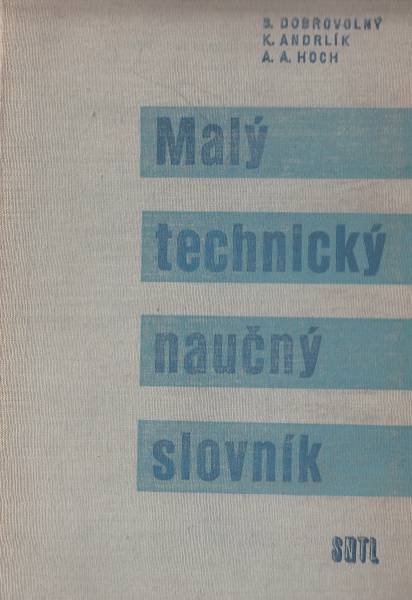 B. DOBROVOLNÝ
K. ANDRLÍK
A. A. HOCH
Malý
technický
naučný
slovník
SNTL